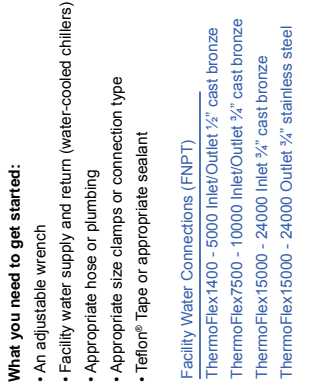 What you need to get started:
• An adjustable wrench
• Facility water supply and return (water-cooled chillers)
• Appropriate hose or plumbing
• Appropriate size clamps or connection type
• Teflon® Tape or appropriate sealant
Facility Water Connections (FNPT)
ThermoFlex1400 - 5000 Inlet/Outlet ½” cast bronze
ThermoFlex7500 - 10000 Inlet/Outlet ¾” cast bronze
ThermoFlex15000 - 24000 Inlet ¾” cast bronze
ThermoFlex15000 - 24000 Outlet ¾” stainless steel